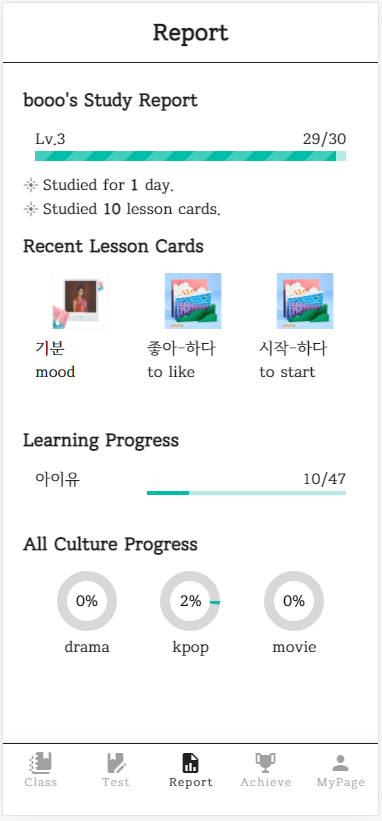 Report
booo's Study Report
Lv.3 29/30
Studied for 1 day.
Studied 10 lesson cards.
Recent Lesson Cards
기분 좋아-하다 시작-하다
mood to like to start
Learning Progress
아이유 10/47
All Culture Progress
0% 2% 0%
drama kpop movie
Class Test Report Achieve MyPage